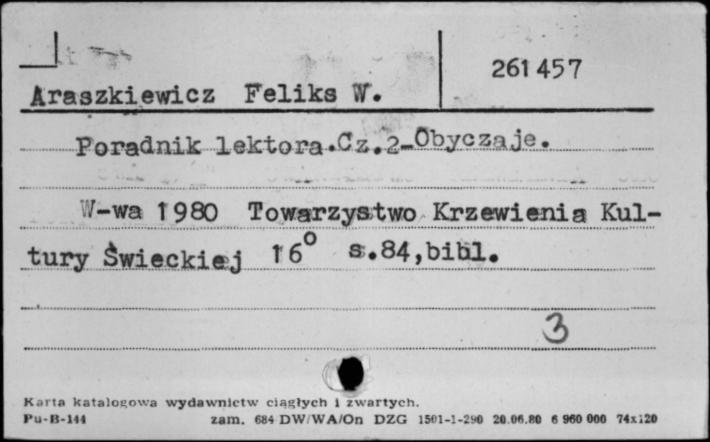 261457
Araszkiewicz Feliks W.
Poradnik lektora.Cz.2-Obyczaje.
W-wa 1980 Towarzystwo Krzewienia Kul-
tury Świeckiej 16° s.84,bibl.
3
Karta katalogowa wydawnictw ciągłych i zwartych.
Pu-B-144 zam. 684 DW/WA/On DZG 1501-1-290 20.06.80 6 960 000 74x120